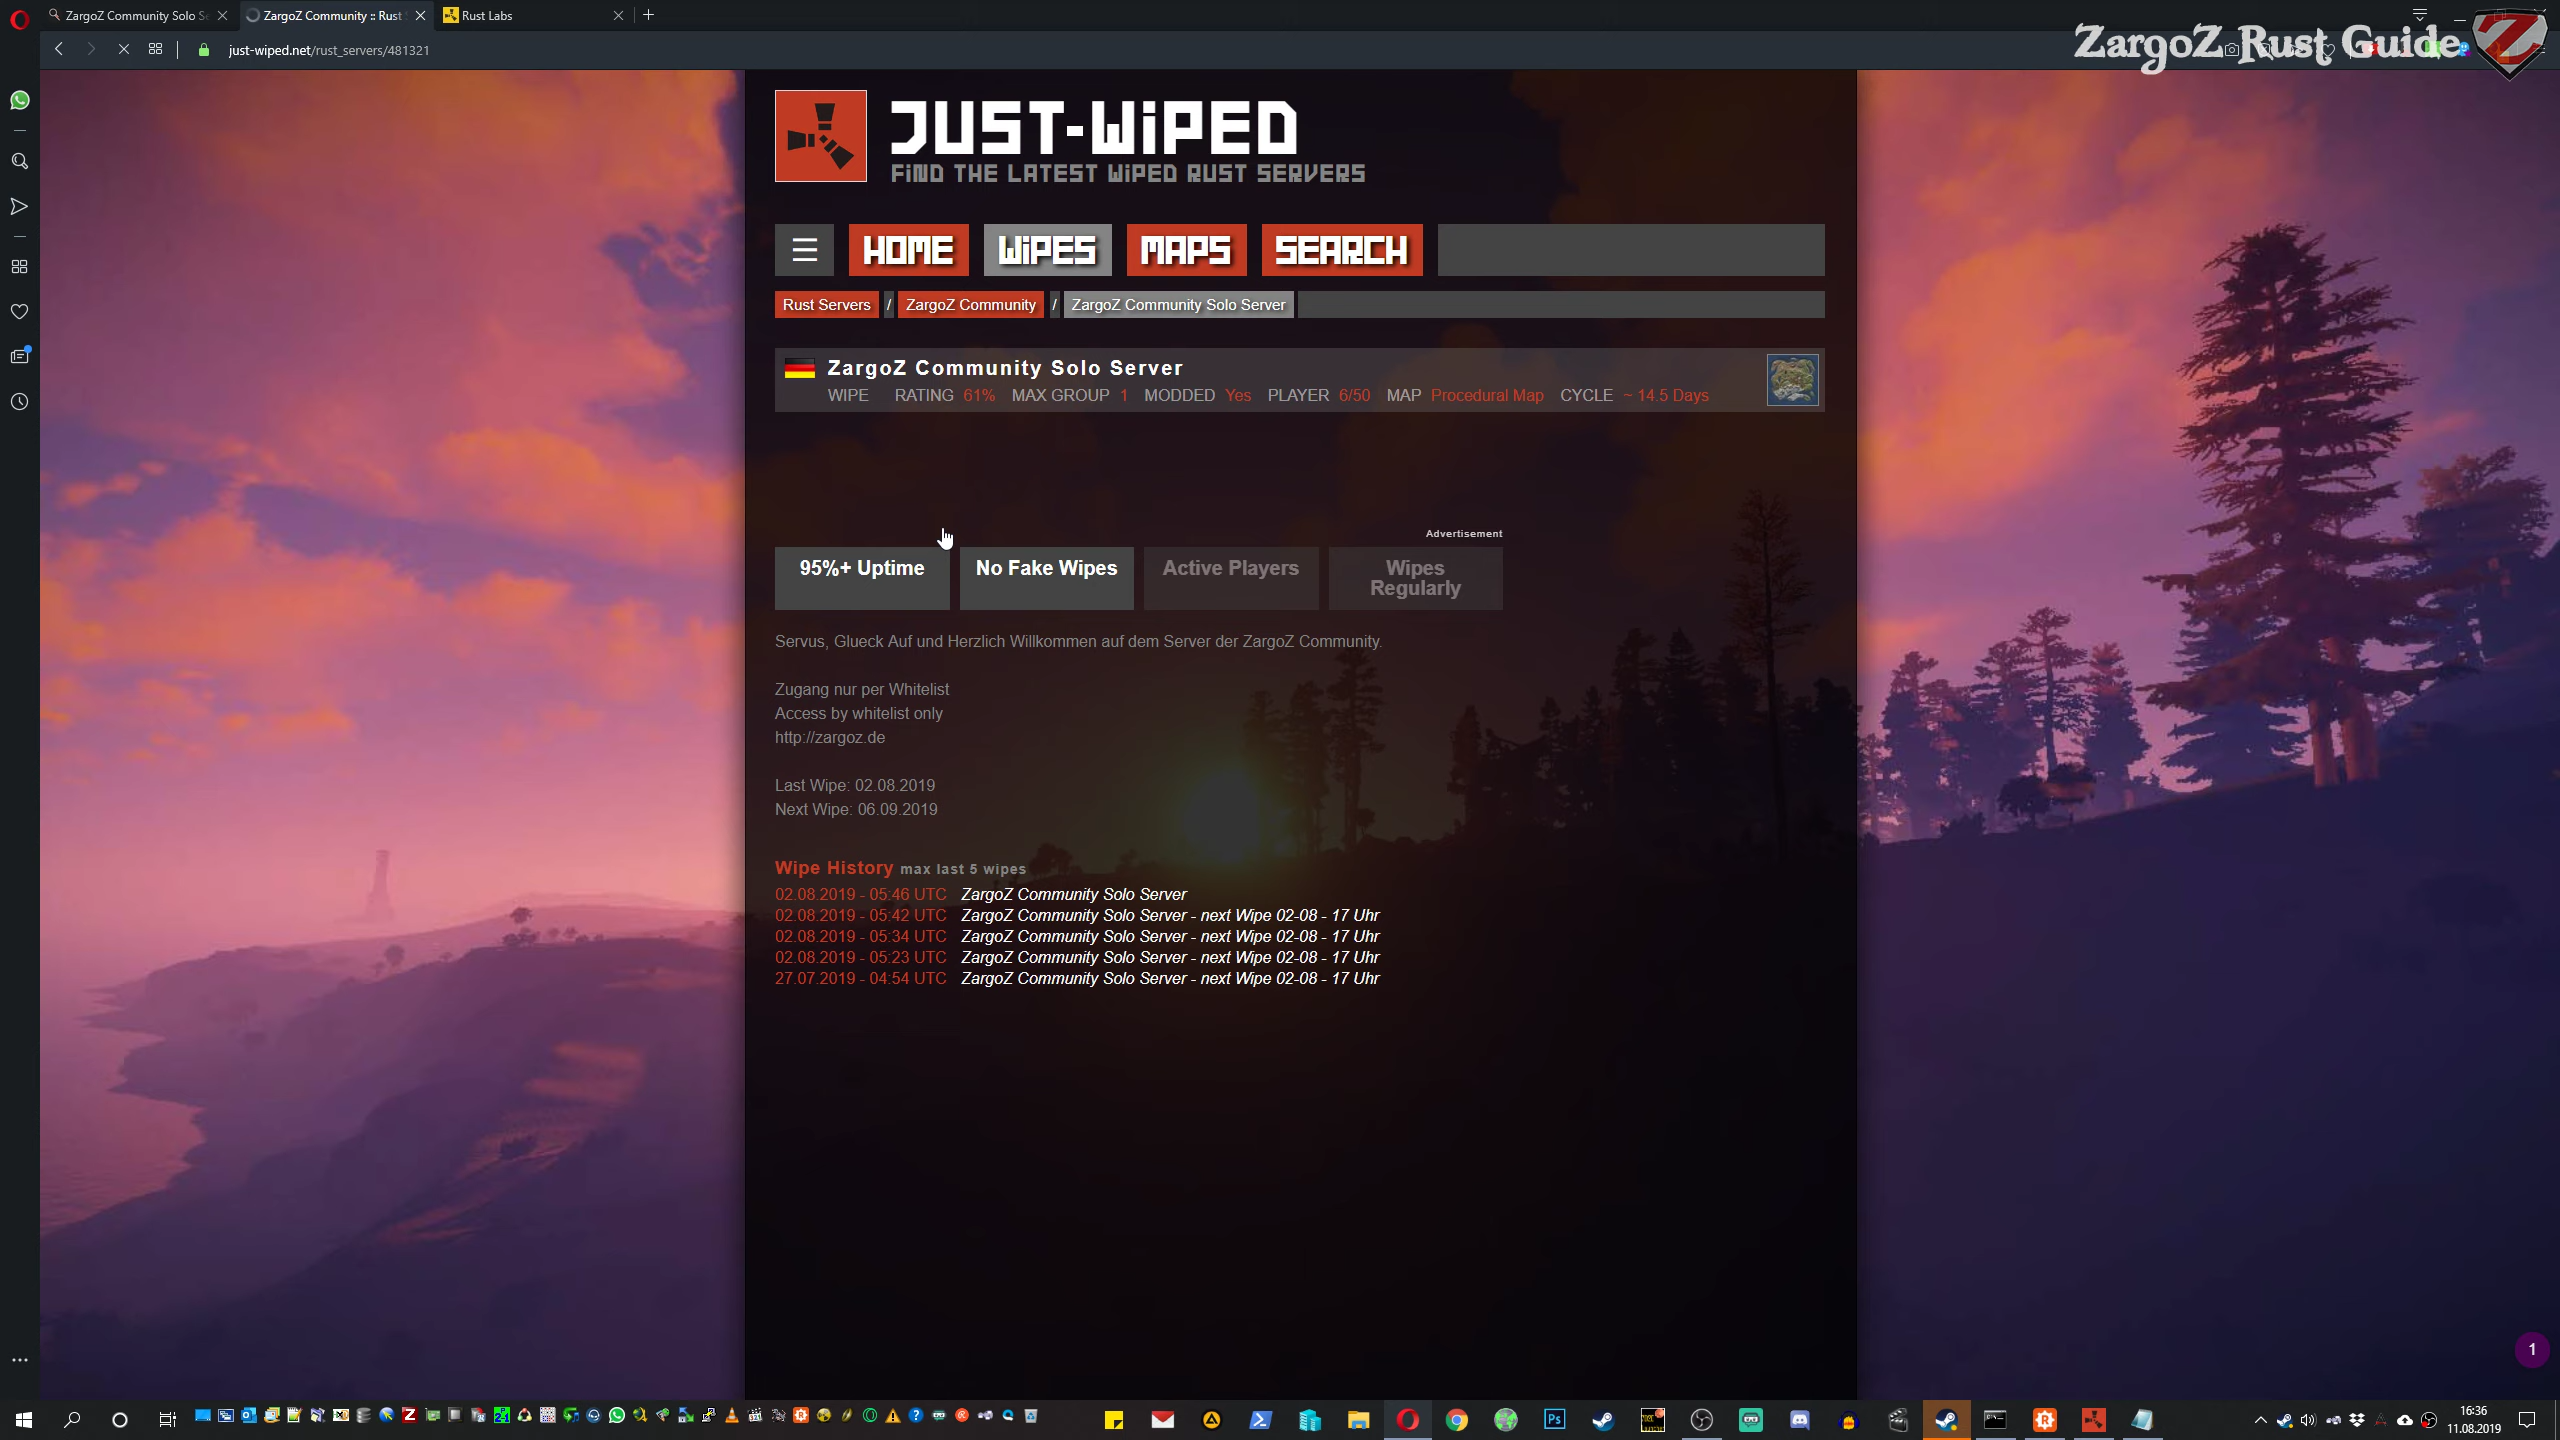 ZargoZ Community Solo Se
ZargoZ Community :: Rust
Rust Labs
just-wiped.net/rust_servers/481321
ZargoZ Rust Guide
JUST-WiPED
FiND THE LATEST WiPED RUST SERVERS
HOME
WiPES
MAPS
SEARCH
Rust Servers / ZargoZ Community / ZargoZ Community Solo Server
ZargoZ Community Solo Server
WIPE RATING 61% MAX GROUP 1 MODDED Yes PLAYER 6/50 MAP Procedural Map CYCLE ~ 14.5 Days
Advertisement
95%+ Uptime
No Fake Wipes
Active Players
Wipes
Regularly
Servus, Glueck Auf und Herzlich Willkommen auf dem Server der ZargoZ Community.
Zugang nur per Whitelist
Access by whitelist only
http://zargoz.de
Last Wipe: 02.08.2019
Next Wipe: 06.09.2019
Wipe History max last 5 wipes
02.08.2019 - 05:46 UTC ZargoZ Community Solo Server
02.08.2019 - 05:42 UTC ZargoZ Community Solo Server - next Wipe 02-08 - 17 Uhr
02.08.2019 - 05:34 UTC ZargoZ Community Solo Server - next Wipe 02-08 - 17 Uhr
02.08.2019 - 05:23 UTC ZargoZ Community Solo Server - next Wipe 02-08 - 17 Uhr
27.07.2019 - 04:54 UTC ZargoZ Community Solo Server - next Wipe 02-08 - 17 Uhr
1
Ps
16:36
11.08.2019